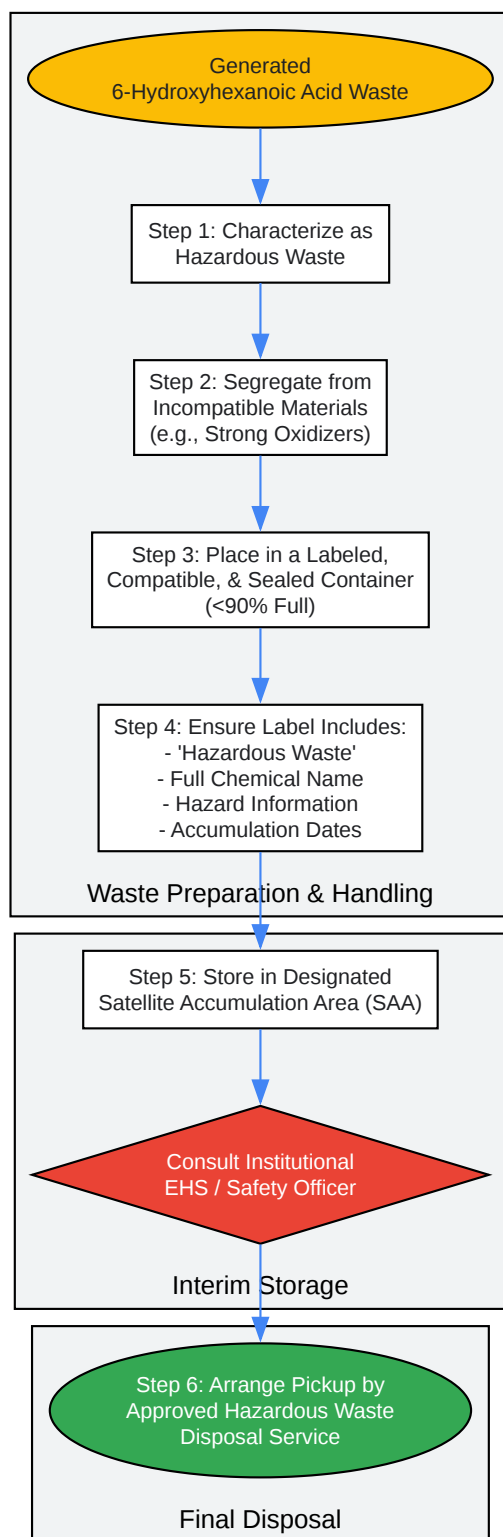 Generated
6-Hydroxyhexanoic Acid Waste
Step 1: Characterize as
Hazardous Waste
Step 2: Segregate from
Incompatible Materials
(e.g., Strong Oxidizers)
Step 3: Place in a Labeled,
Compatible, & Sealed Container
(<90% Full)
Step 4: Ensure Label Includes:
- 'Hazardous Waste'
- Full Chemical Name
- Hazard Information
- Accumulation Dates
Waste Preparation & Handling
Step 5: Store in Designated
Satellite Accumulation Area (SAA)
Consult Institutional
EHS / Safety Officer
Interim Storage
Step 6: Arrange Pickup by
Approved Hazardous Waste
Disposal Service
Final Disposal